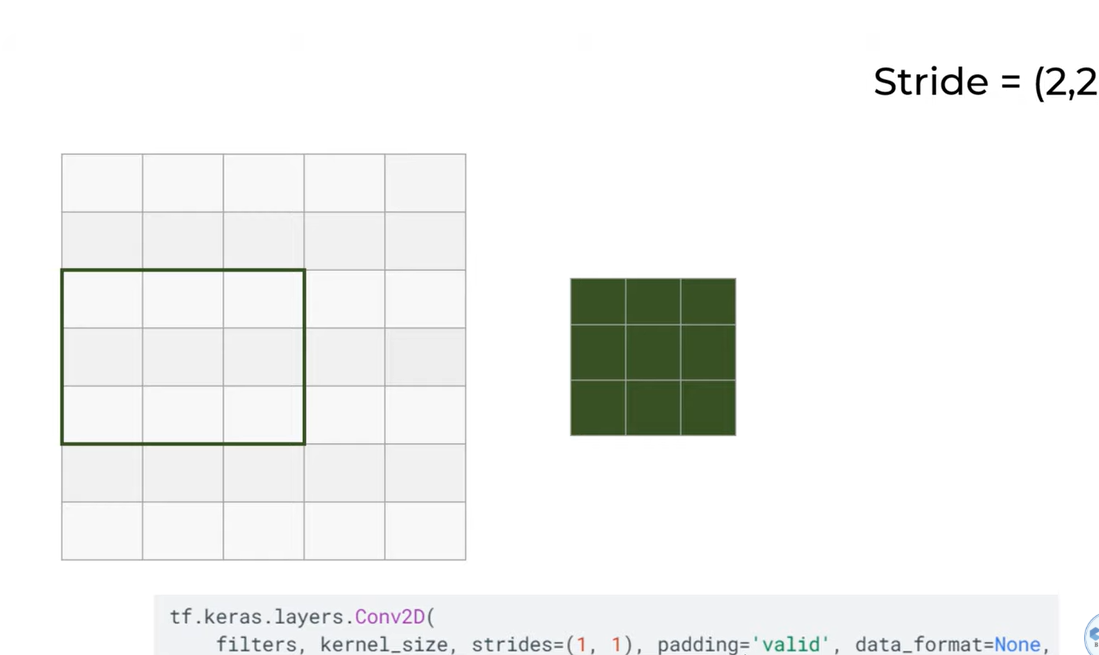 Stride = (2,2
tf.keras.layers.Conv2D(
filters, kernel_size, strides=(1, 1), padding='valid', data_format=None,